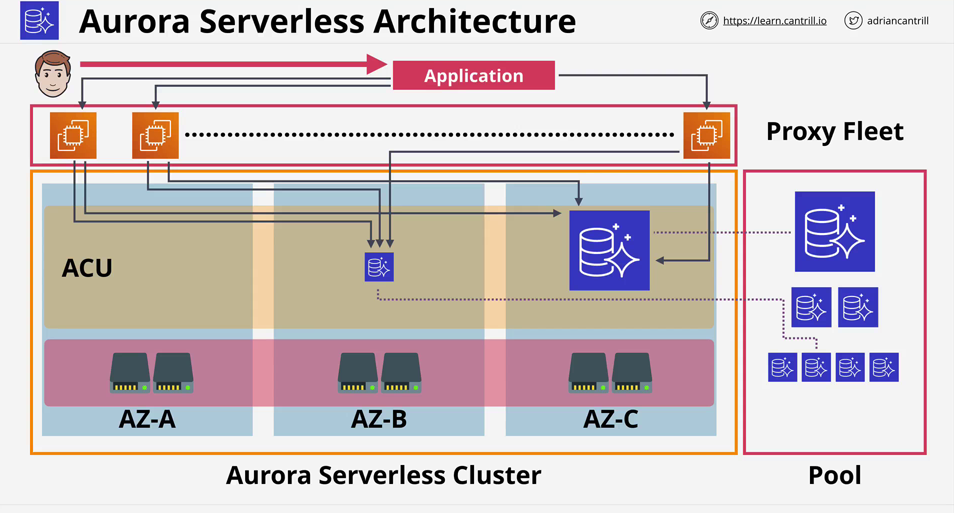 Aurora Serverless Architecture
https://learn.cantrill.io
adriancantrill
Application
Proxy Fleet
ACU
AZ-A
AZ-B
AZ-C
Aurora Serverless Cluster
Pool